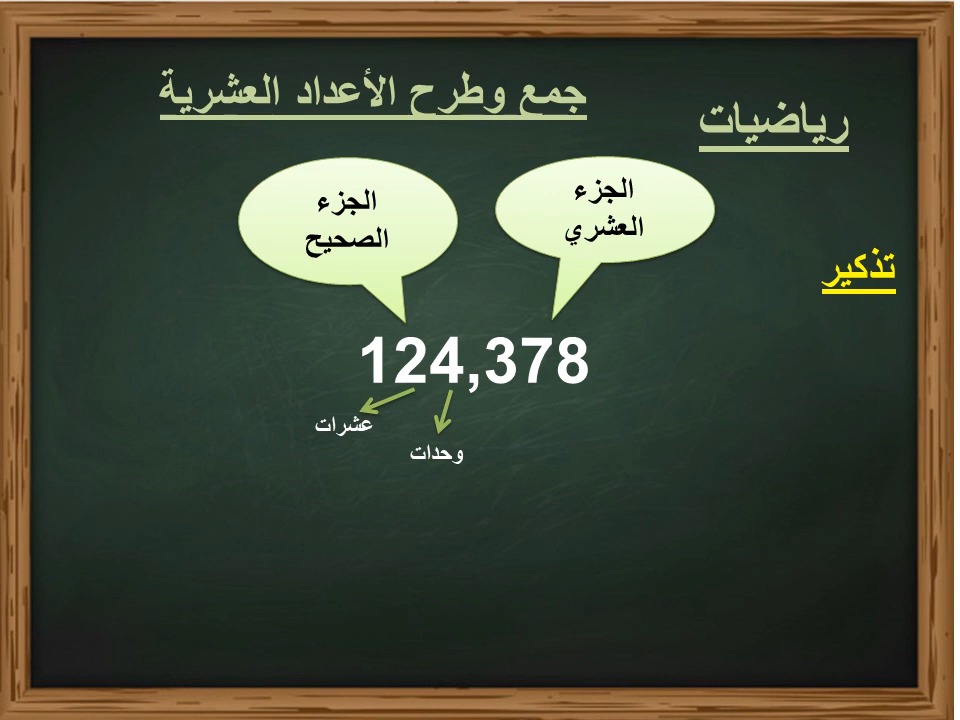 رياضيات
جمع وطرح الأعداد العشرية
تذكير
الجزء
العشري
الجزء
الصحيح
124,378
عشرات
وحدات